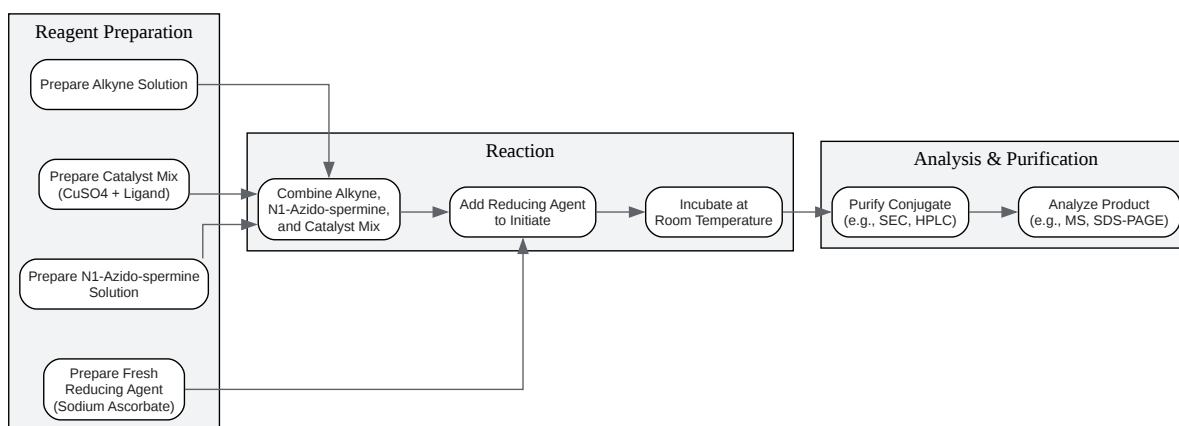 Reagent Preparation
Prepare Alkyne Solution
Prepare Catalyst Mix
(CuSO4 + Ligand)
Prepare N1-Azido-spermine
Solution
Prepare Fresh
Reducing Agent
(Sodium Ascorbate)
Reaction
Combine Alkyne,
N1-Azido-spermine,
and Catalyst Mix
Add Reducing Agent
to Initiate
Incubate at
Room Temperature
Analysis & Purification
Purify Conjugate
(e.g., SEC, HPLC)
Analyze Product
(e.g., MS, SDS-PAGE)